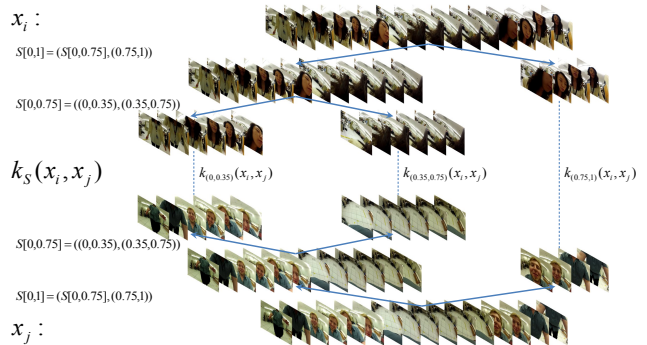 x_i :
S[0,1] = (S[0,0.75],(0.75,1))
S[0,0.75] = ((0,0.35),(0.35,0.75))
k_S(x_i, x_j)
k_{(0,0.35)}(x_i, x_j)
k_{(0.35,0.75)}(x_i, x_j)
k_{(0.75,1)}(x_i, x_j)
S[0,0.75] = ((0,0.35),(0.35,0.75))
S[0,1] = (S[0,0.75],(0.75,1))
x_j :